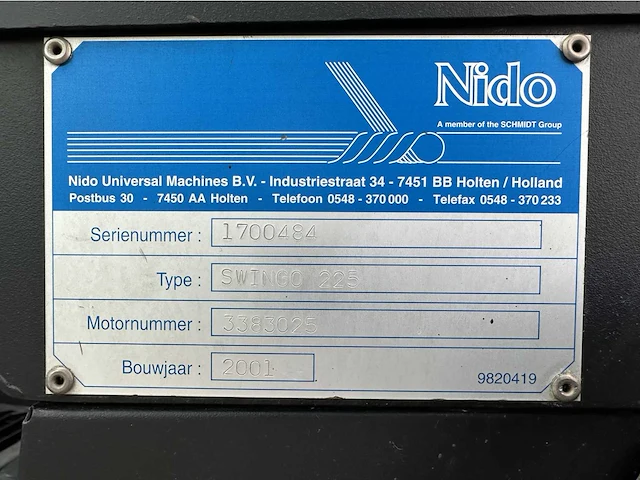 Nido
A member of the SCHMIDT Group
Nido Universal Machines B.V. - Industriestraat 34 - 7451 BB Holten / Holland
Postbus 30 - 7450 AA Holten - Telefoon 0548 - 370 000 - Telefax 0548 - 370 233
Serienummer : 1700484
Type : SWINGO 225
Motornummer : 3383025
Bouwjaar : 2001
9820419